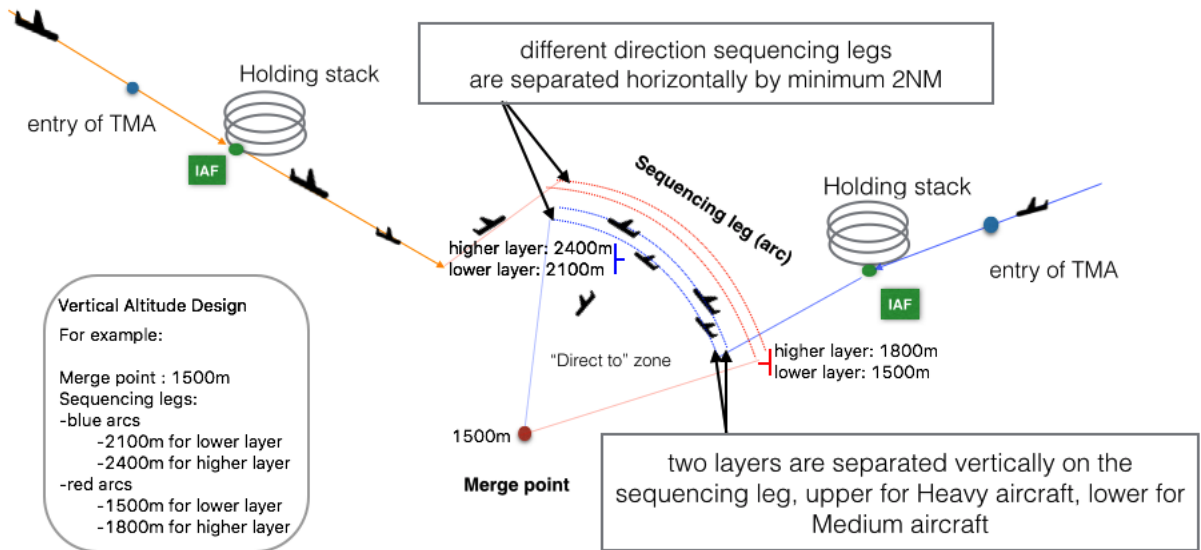 different direction sequencing legs
are separated horizontally by minimum 2NM
Holding stack
entry of TMA
IAF
Sequencing leg (arc)
Holding stack
entry of TMA
IAF
higher layer: 2400m
lower layer: 2100m
"Direct to" zone
higher layer: 1800m
lower layer: 1500m
1500m
Merge point
Vertical Altitude Design
For example:
Merge point : 1500m
Sequencing legs:
-blue arcs
-2100m for lower layer
-2400m for higher layer
-red arcs
-1500m for lower layer
-1800m for higher layer
two layers are separated vertically on the
sequencing leg, upper for Heavy aircraft, lower for
Medium aircraft